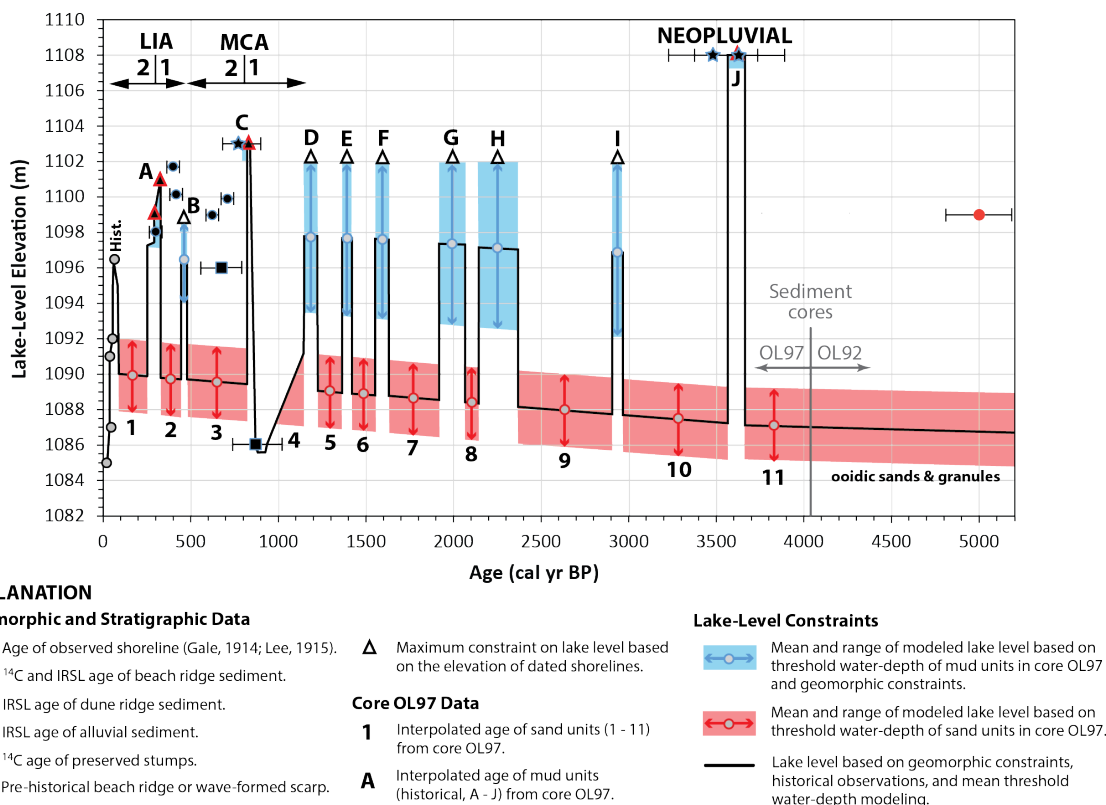 1110
1108
1106
1104
1102
1100
1098
1096
1094
1092
1090
1088
1086
1084
1082
Lake-Level Elevation (m)
LIA
2 1
MCA
2 1
NEOPLUVIAL
Hist.
A
B
C
D
E
F
G
H
I
J
1
2
3
4
5
6
7
8
9
10
11
Sediment
cores
OL97
OL92
ooidic sands & granules
0
500
1000
1500
2000
2500
3000
3500
4000
4500
5000
Age (cal yr BP)
LANATION
morphic and Stratigraphic Data
Age of observed shoreline (Gale, 1914; Lee, 1915).
14C and IRSL age of beach ridge sediment.
IRSL age of dune ridge sediment.
IRSL age of alluvial sediment.
14C age of preserved stumps.
Pre-historical beach ridge or wave-formed scarp.
Maximum constraint on lake level based
on the elevation of dated shorelines.
Core OL97 Data
1
Interpolated age of sand units (1 - 11)
from core OL97.
A
Interpolated age of mud units
(historical, A - J) from core OL97.
Lake-Level Constraints
Mean and range of modeled lake level based on
threshold water-depth of mud units in core OL97
and geomorphic constraints.
Mean and range of modeled lake level based on
threshold water-depth of sand units in core OL97.
Lake level based on geomorphic constraints,
historical observations, and mean threshold
water-depth modeling.